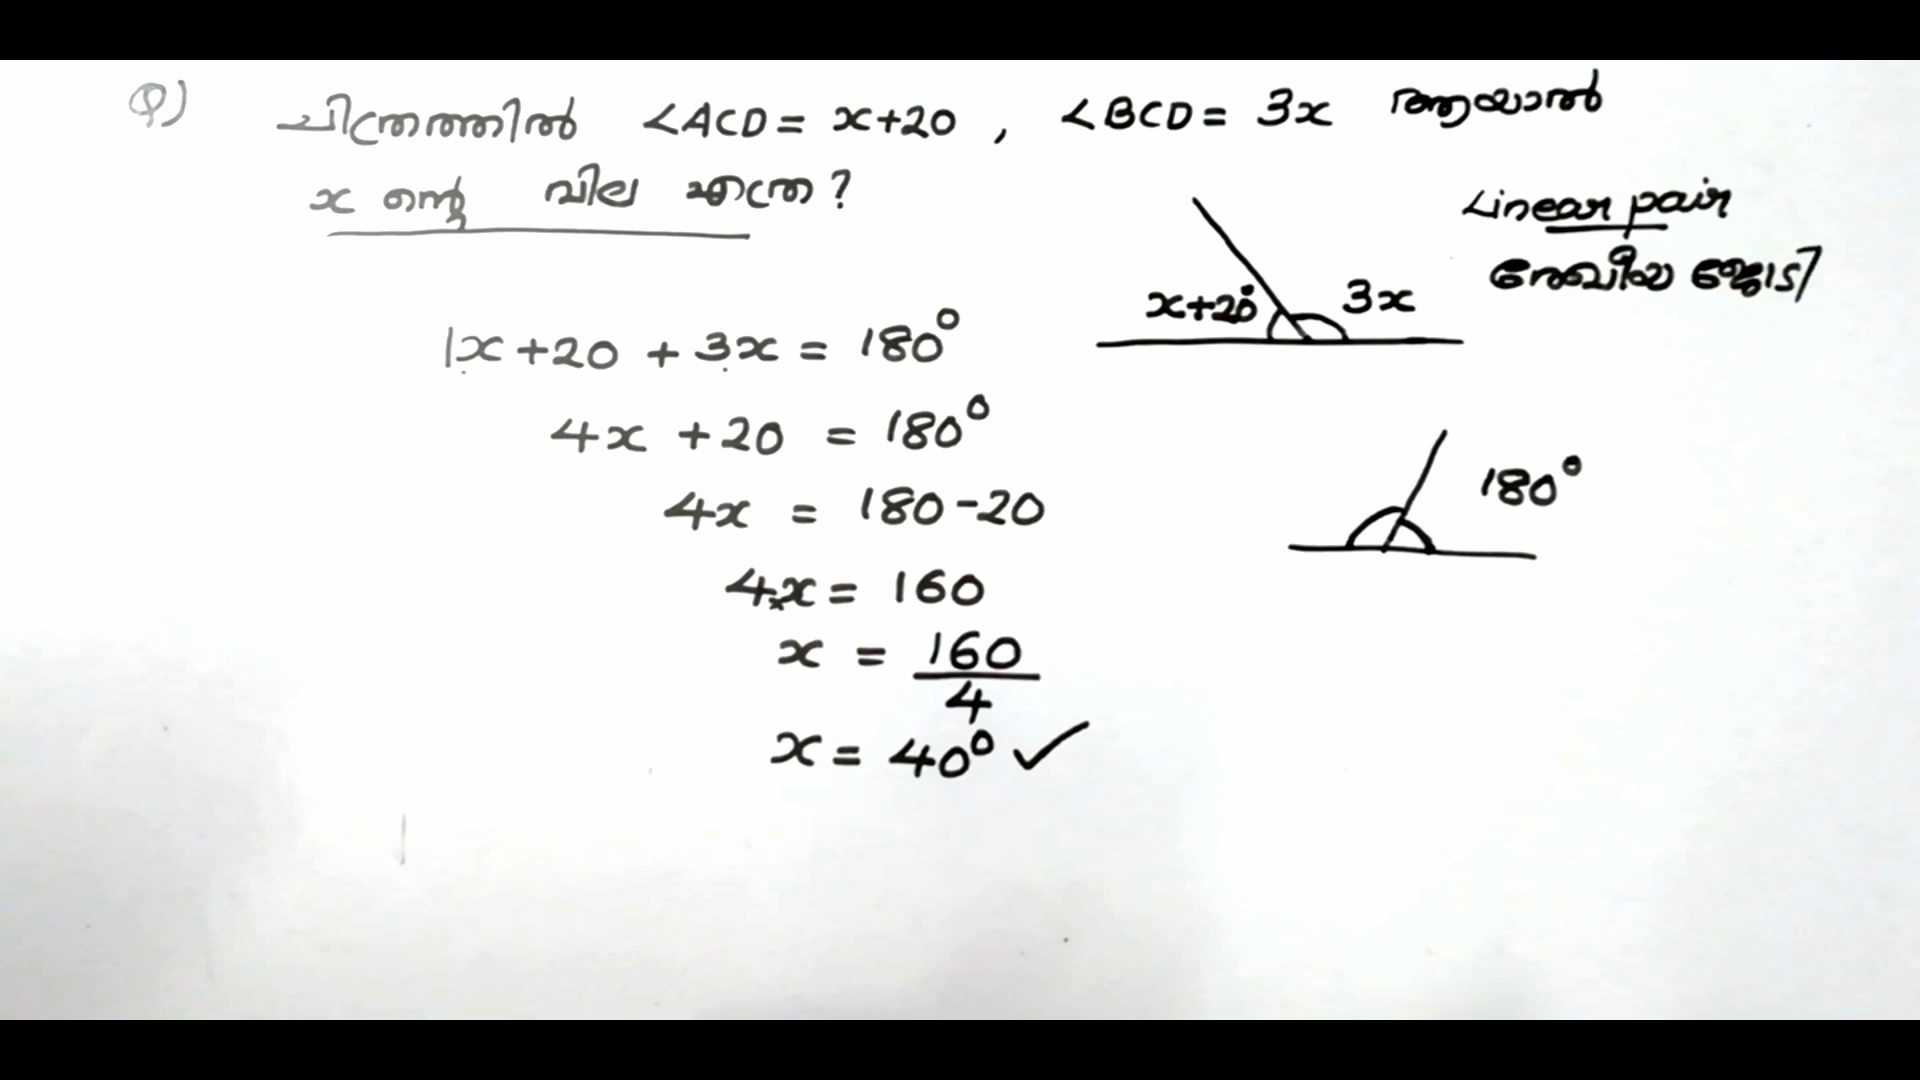 Q) ചിത്രത്തിൽ ∠ACD = x+20 , ∠BCD = 3x ആയാൽ
x ന്റെ വില എത്ര?
Linear pair
രേഖീയ ജോടി
x+20° 3x
1x +20 + 3x = 180°
4x +20 = 180°
180°
4x = 180-20
4x = 160
x = 160/4
x = 40° ✓